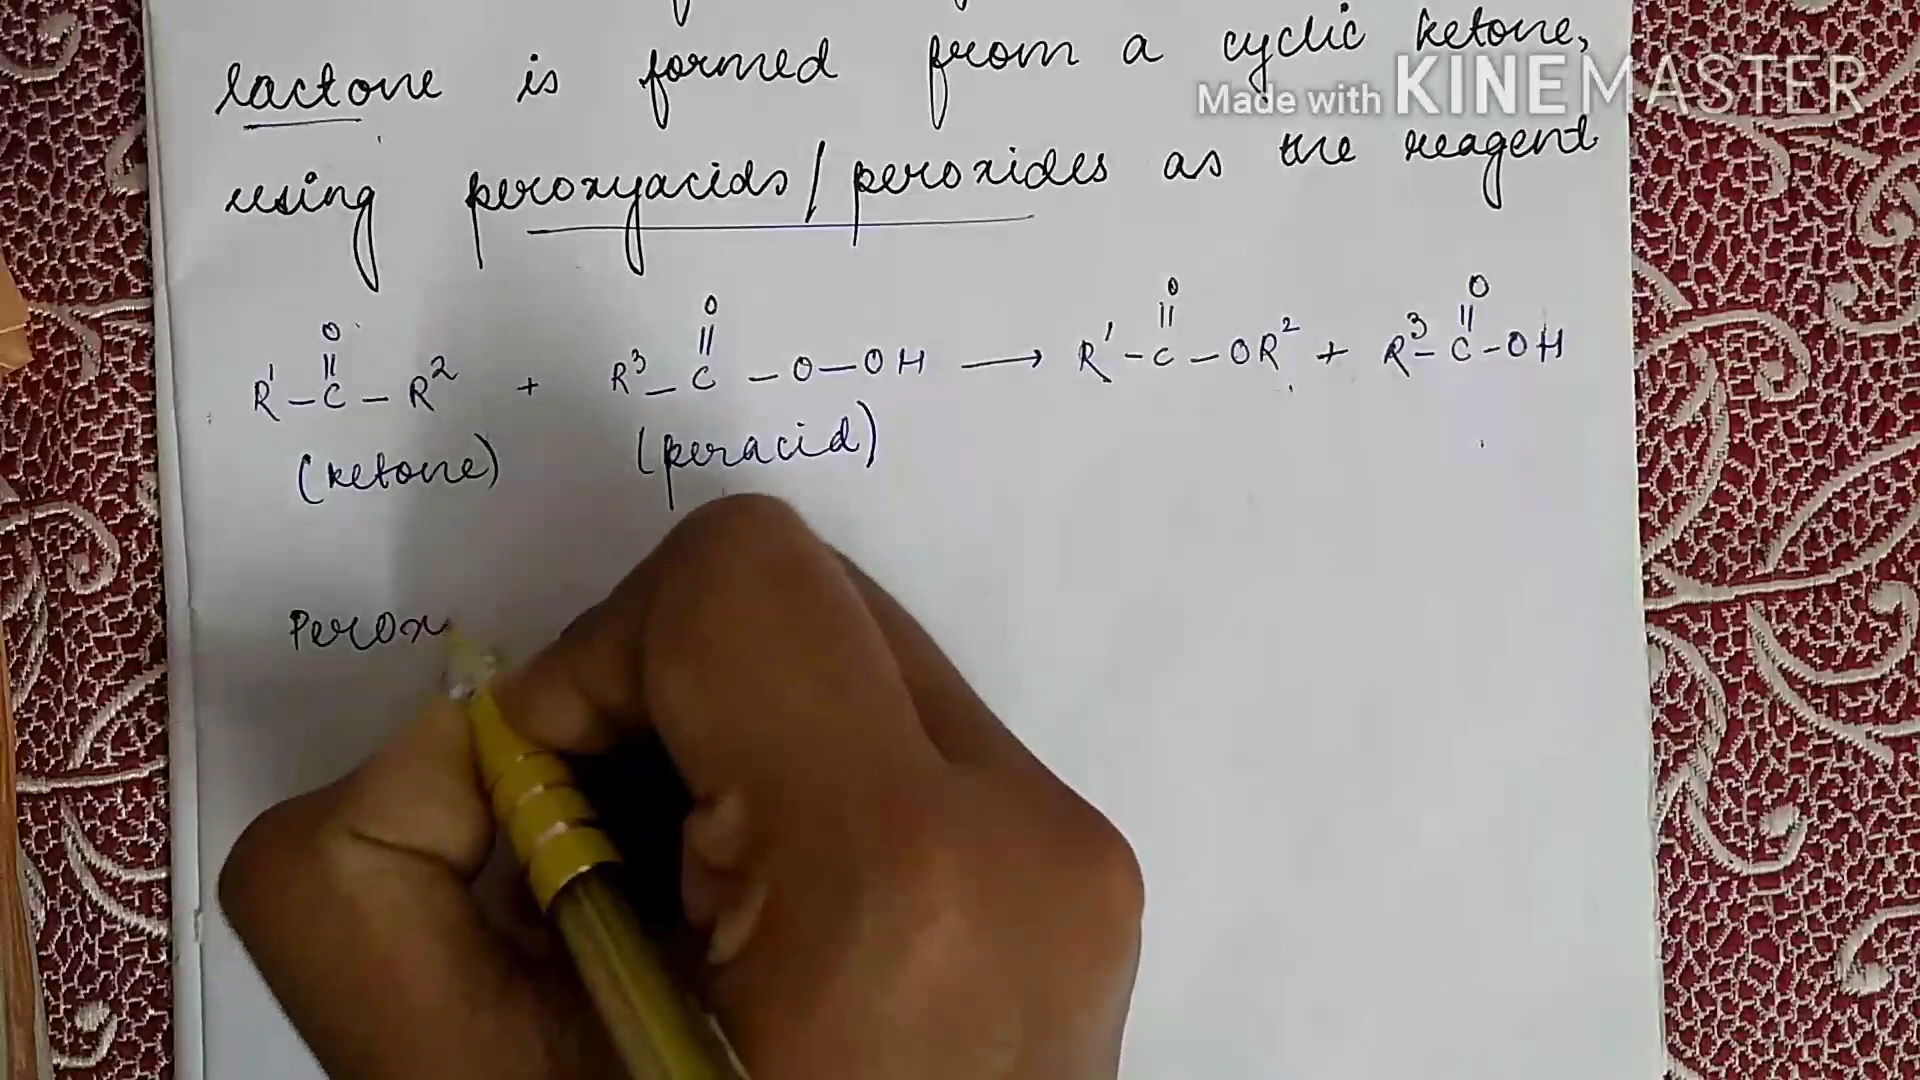 lactone is formed from a cyclic ketone,
Made with KINEMASTER
using peroxyacids/peroxides as the reagent
O O O O
|| || || ||
R¹-C-R² + R³-C-O-OH ⟶ R¹-C-OR² + R³-C-OH
(ketone) (peracid)
Perox